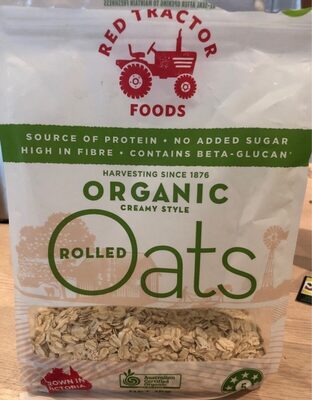 RED TRACTOR
FOODS
SOURCE OF PROTEIN • NO ADDED SUGAR
HIGH IN FIBRE • CONTAINS BETA-GLUCAN*
HARVESTING SINCE 1876
ORGANIC
CREAMY STYLE
ROLLED
Oats
GROWN IN
VICTORIA
Australian
Certified
Organic